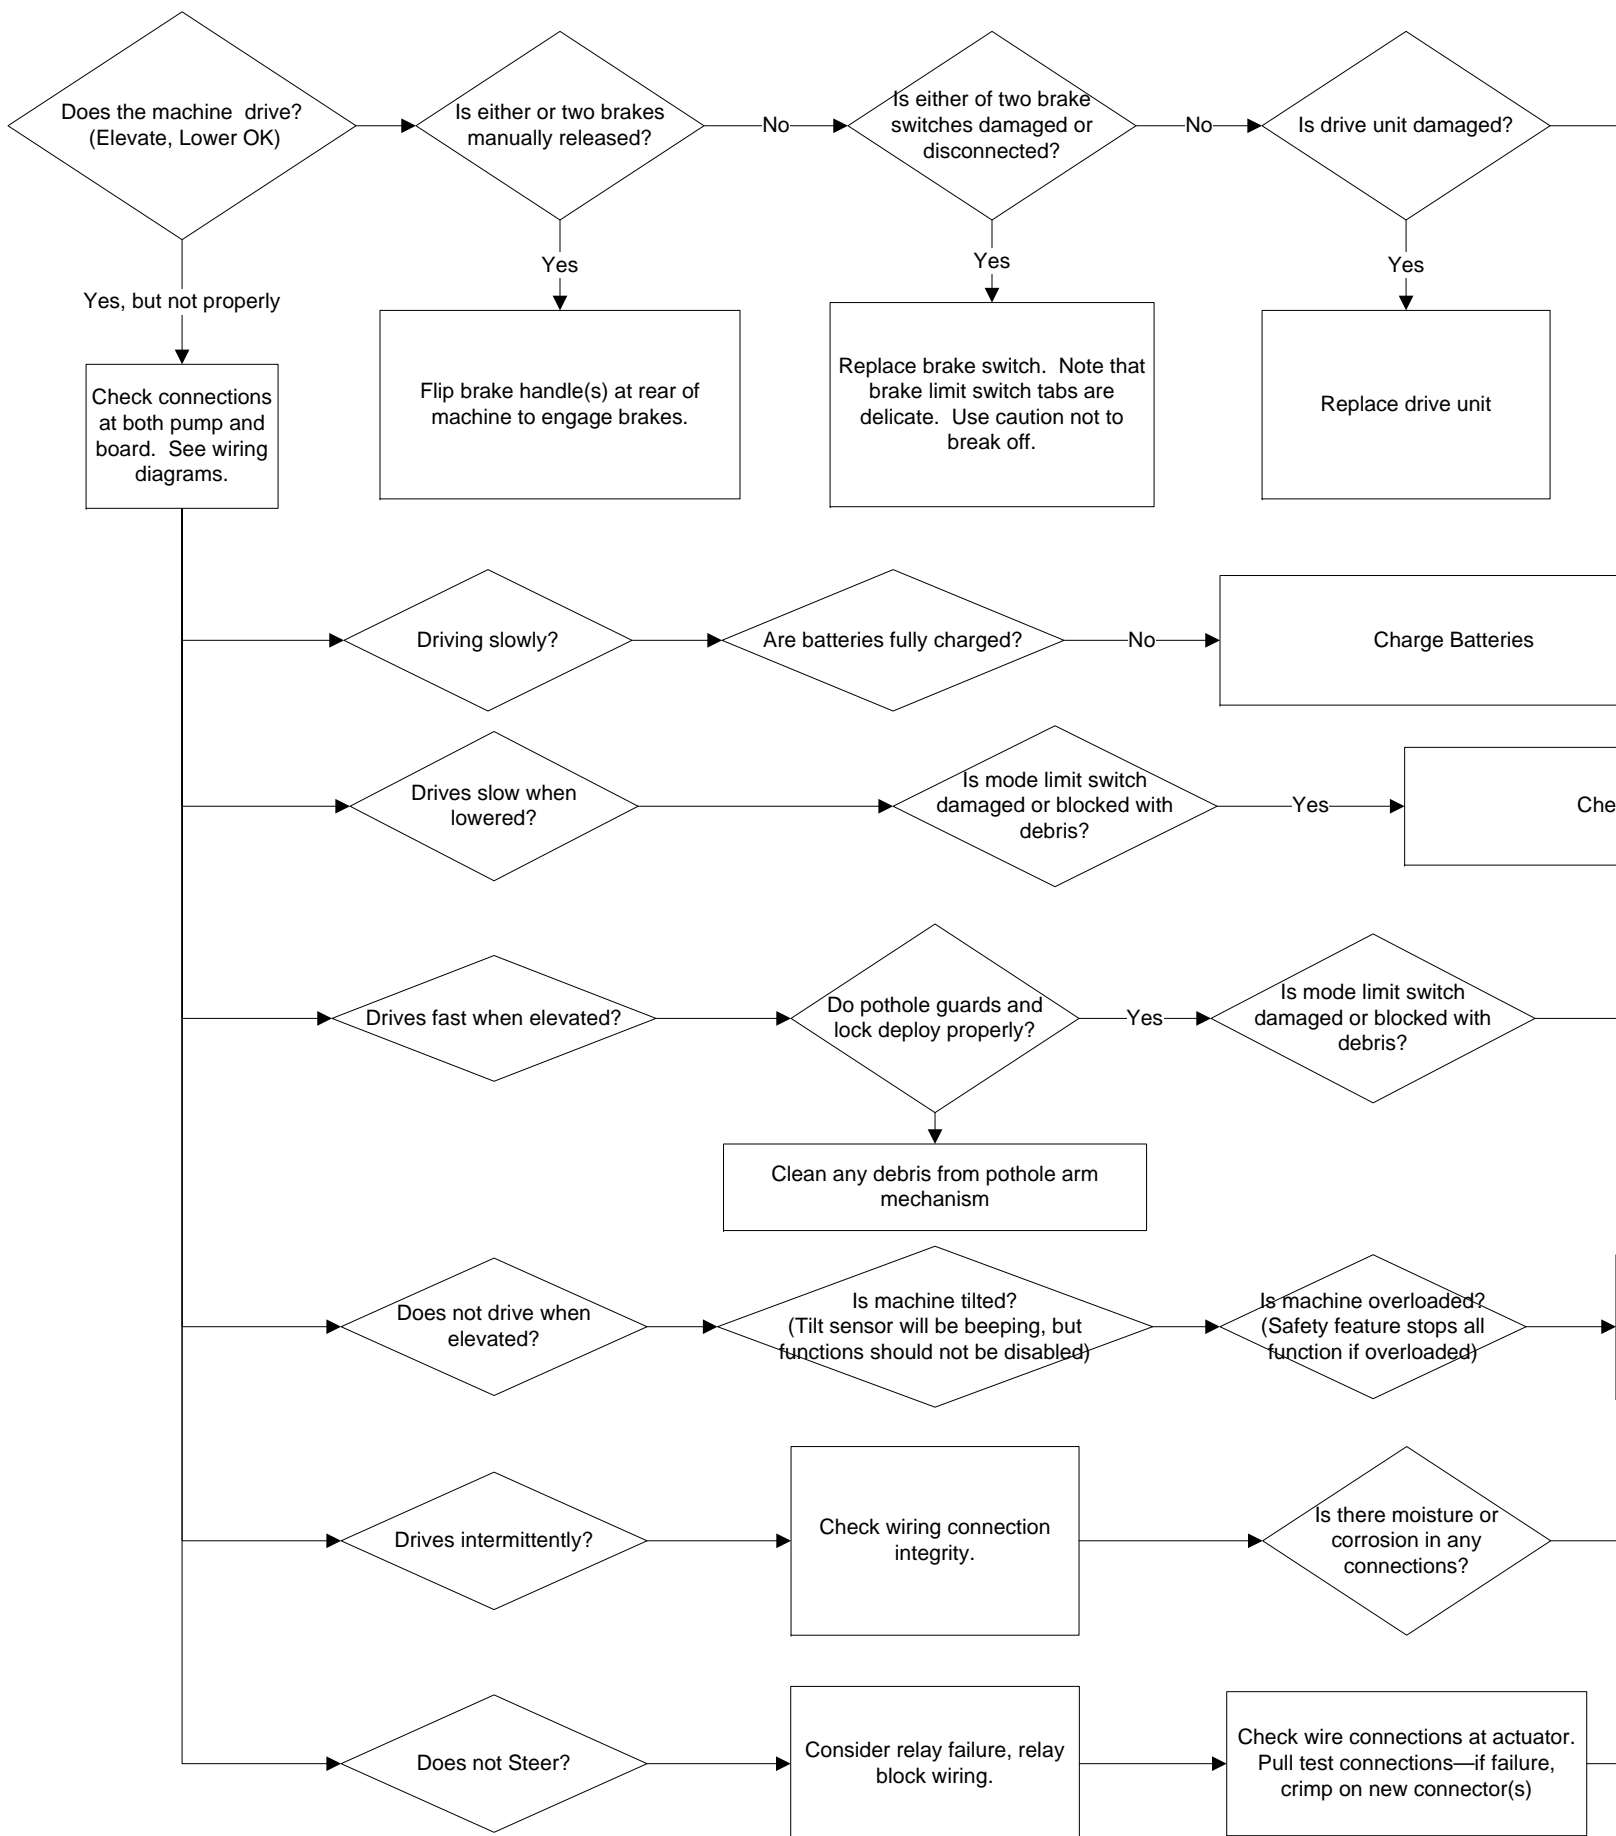 Does the machine  drive?
(Elevate, Lower OK)
Is either or two brakes
manually released?
No
Is either of two brake
switches damaged or
disconnected?
No
Is drive unit damaged?
Yes, but not properly
Yes
Yes
Yes
Check connections
at both pump and
board.  See wiring
diagrams.
Flip brake handle(s) at rear of
machine to engage brakes.
Replace brake switch.  Note that
brake limit switch tabs are
delicate.  Use caution not to
break off.
Replace drive unit
Driving slowly?
Are batteries fully charged?
No
Charge Batteries
Drives slow when
lowered?
Is mode limit switch
damaged or blocked with
debris?
Yes
Che
Drives fast when elevated?
Do pothole guards and
lock deploy properly?
Yes
Is mode limit switch
damaged or blocked with
debris?
Clean any debris from pothole arm
mechanism
Does not drive when
elevated?
Is machine tilted?
(Tilt sensor will be beeping, but
functions should not be disabled)
Is machine overloaded?
(Safety feature stops all
function if overloaded)
Drives intermittently?
Check wiring connection
integrity.
Is there moisture or
corrosion in any
connections?
Does not Steer?
Consider relay failure, relay
block wiring.
Check wire connections at actuator.
Pull test connections—if failure,
crimp on new connector(s)